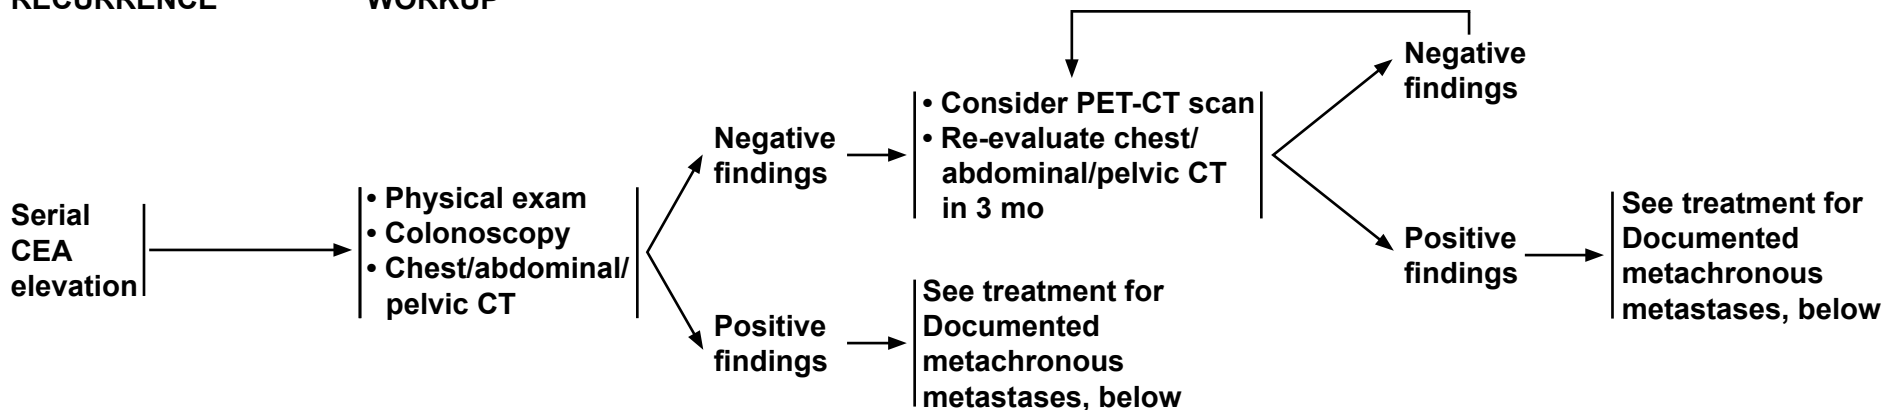 RECURRENCE
WORKUP
Serial
CEA
elevation
• Physical exam
• Colonoscopy
• Chest/abdominal/
pelvic CT
Negative
findings
Positive
findings
• Consider PET-CT scan
• Re-evaluate chest/
abdominal/pelvic CT
in 3 mo
See treatment for
Documented
metachronous
metastases, below
Negative
findings
Positive
findings
See treatment for
Documented
metachronous
metastases, below